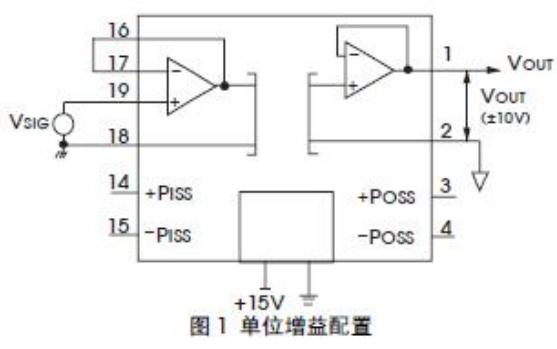 16
17
19
VSIG
18
14
+PISS
15
−PISS
1
VOUT
VOUT
(±10V)
2
3
+POSS
4
−POSS
−
+
−
+
+15V
图 1 单位增益配置